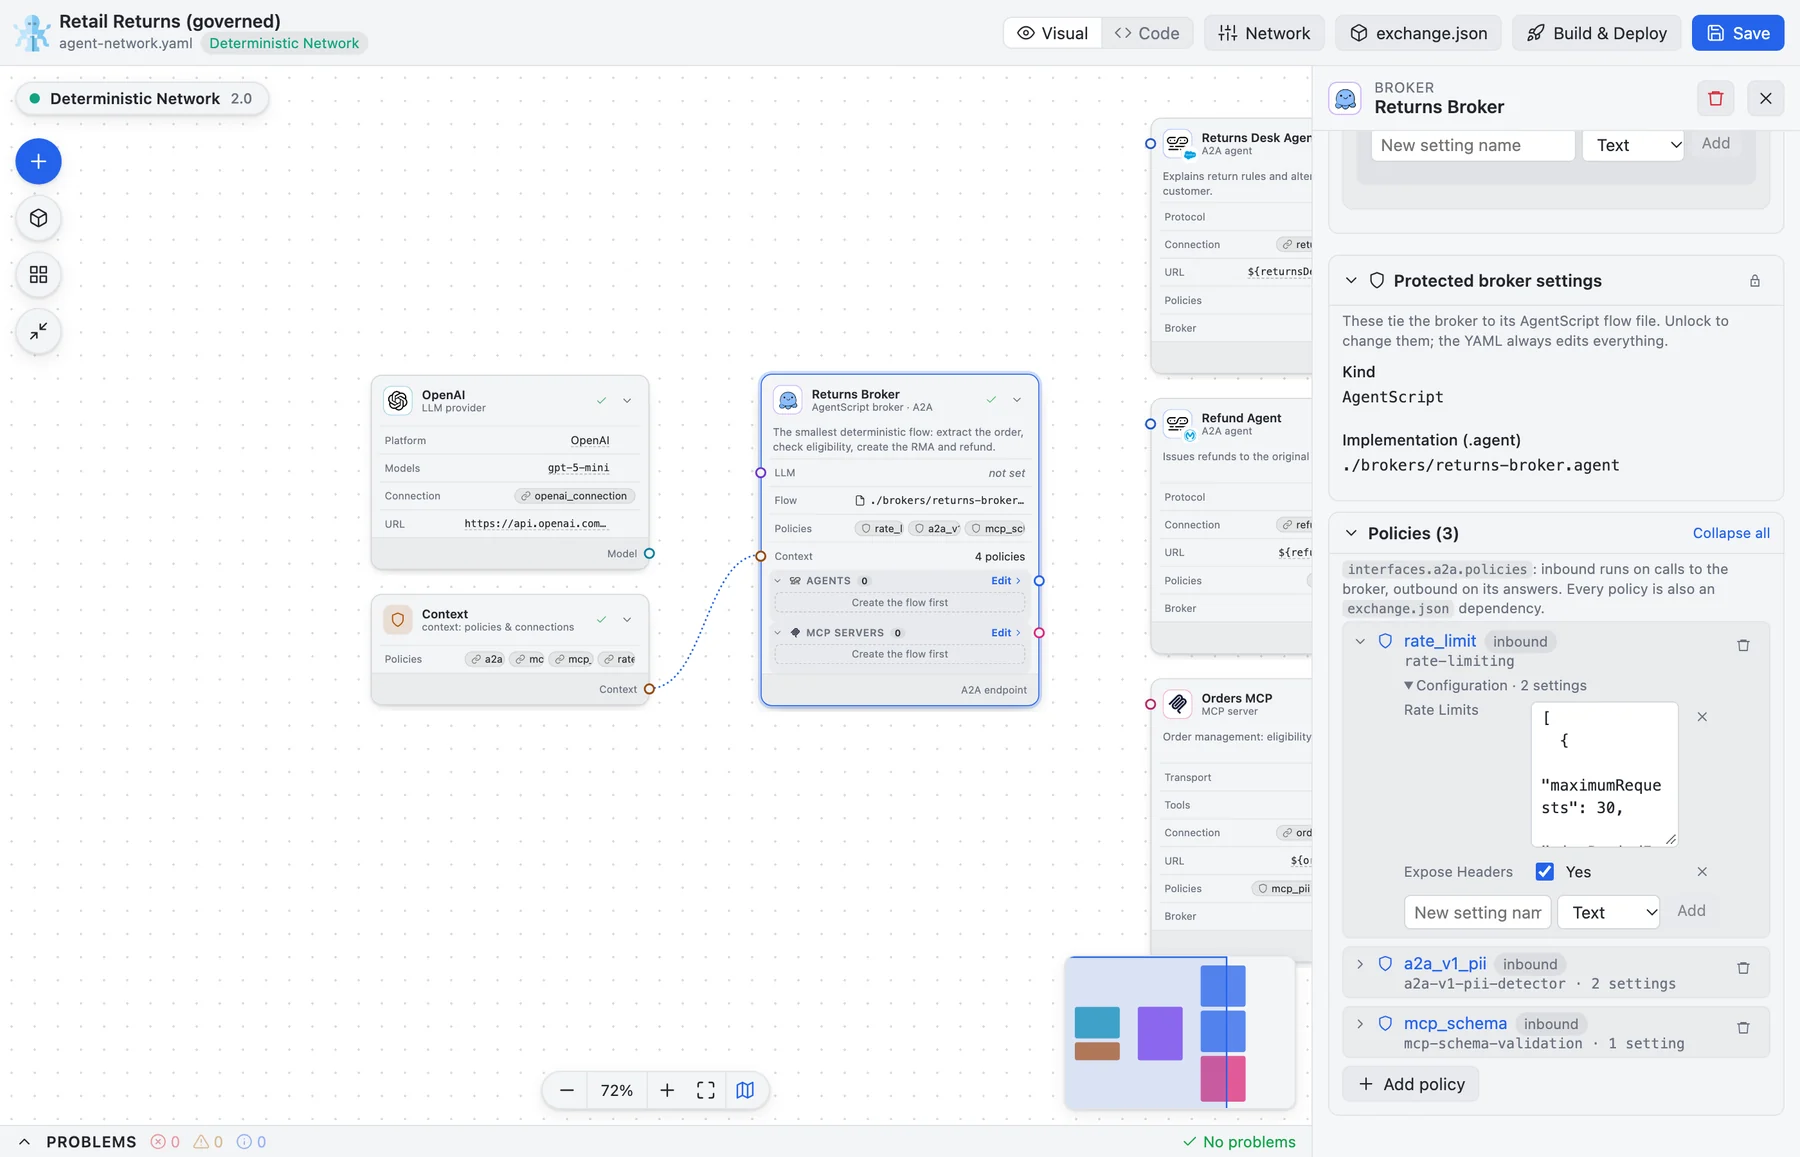 Retail Returns (governed)
agent-network.yaml
Deterministic Network
Visual
Code
Network
exchange.json
Build & Deploy
Save
Deterministic Network 2.0
OpenAI
LLM provider
Platform OpenAI
Models gpt-5-mini
Connection openai_connection
URL https://api.openai.com…
Model
Context
context: policies & connections
Policies a2a mc mcp_ rate
Context
Returns Broker
AgentScript broker · A2A
The smallest deterministic flow: extract the order,
check eligibility, create the RMA and refund.
LLM not set
Flow ./brokers/returns-broker…
Policies rate_l a2a_v mcp_sc
Context 4 policies
AGENTS 0 Edit
Create the flow first
MCP SERVERS 0 Edit
Create the flow first
A2A endpoint
Returns Desk Agen
A2A agent
Explains return rules and alte
customer.
Protocol
Connection retu
URL ${returnsDe
Policies
Broker
Refund Agent
A2A agent
Issues refunds to the original
Protocol
Connection refu
URL ${refu
Policies
Broker
Orders MCP
MCP server
Order management: eligibility
Transport
Tools
Connection ord
URL ${or
Policies mcp_pii
Broker
72%
PROBLEMS 0 0 0
No problems
BROKER
Returns Broker
New setting name Text Add
Protected broker settings
These tie the broker to its AgentScript flow file. Unlock to
change them; the YAML always edits everything.
Kind
AgentScript
Implementation (.agent)
./brokers/returns-broker.agent
Policies (3) Collapse all
interfaces.a2a.policies: inbound runs on calls to the
broker, outbound on its answers. Every policy is also an
exchange.json dependency.
rate_limit inbound
rate-limiting
Configuration · 2 settings
Rate Limits
[
{
"maximumReque
sts": 30,
Expose Headers Yes
New setting nam Text Add
a2a_v1_pii inbound
a2a-v1-pii-detector · 2 settings
mcp_schema inbound
mcp-schema-validation · 1 setting
Add policy